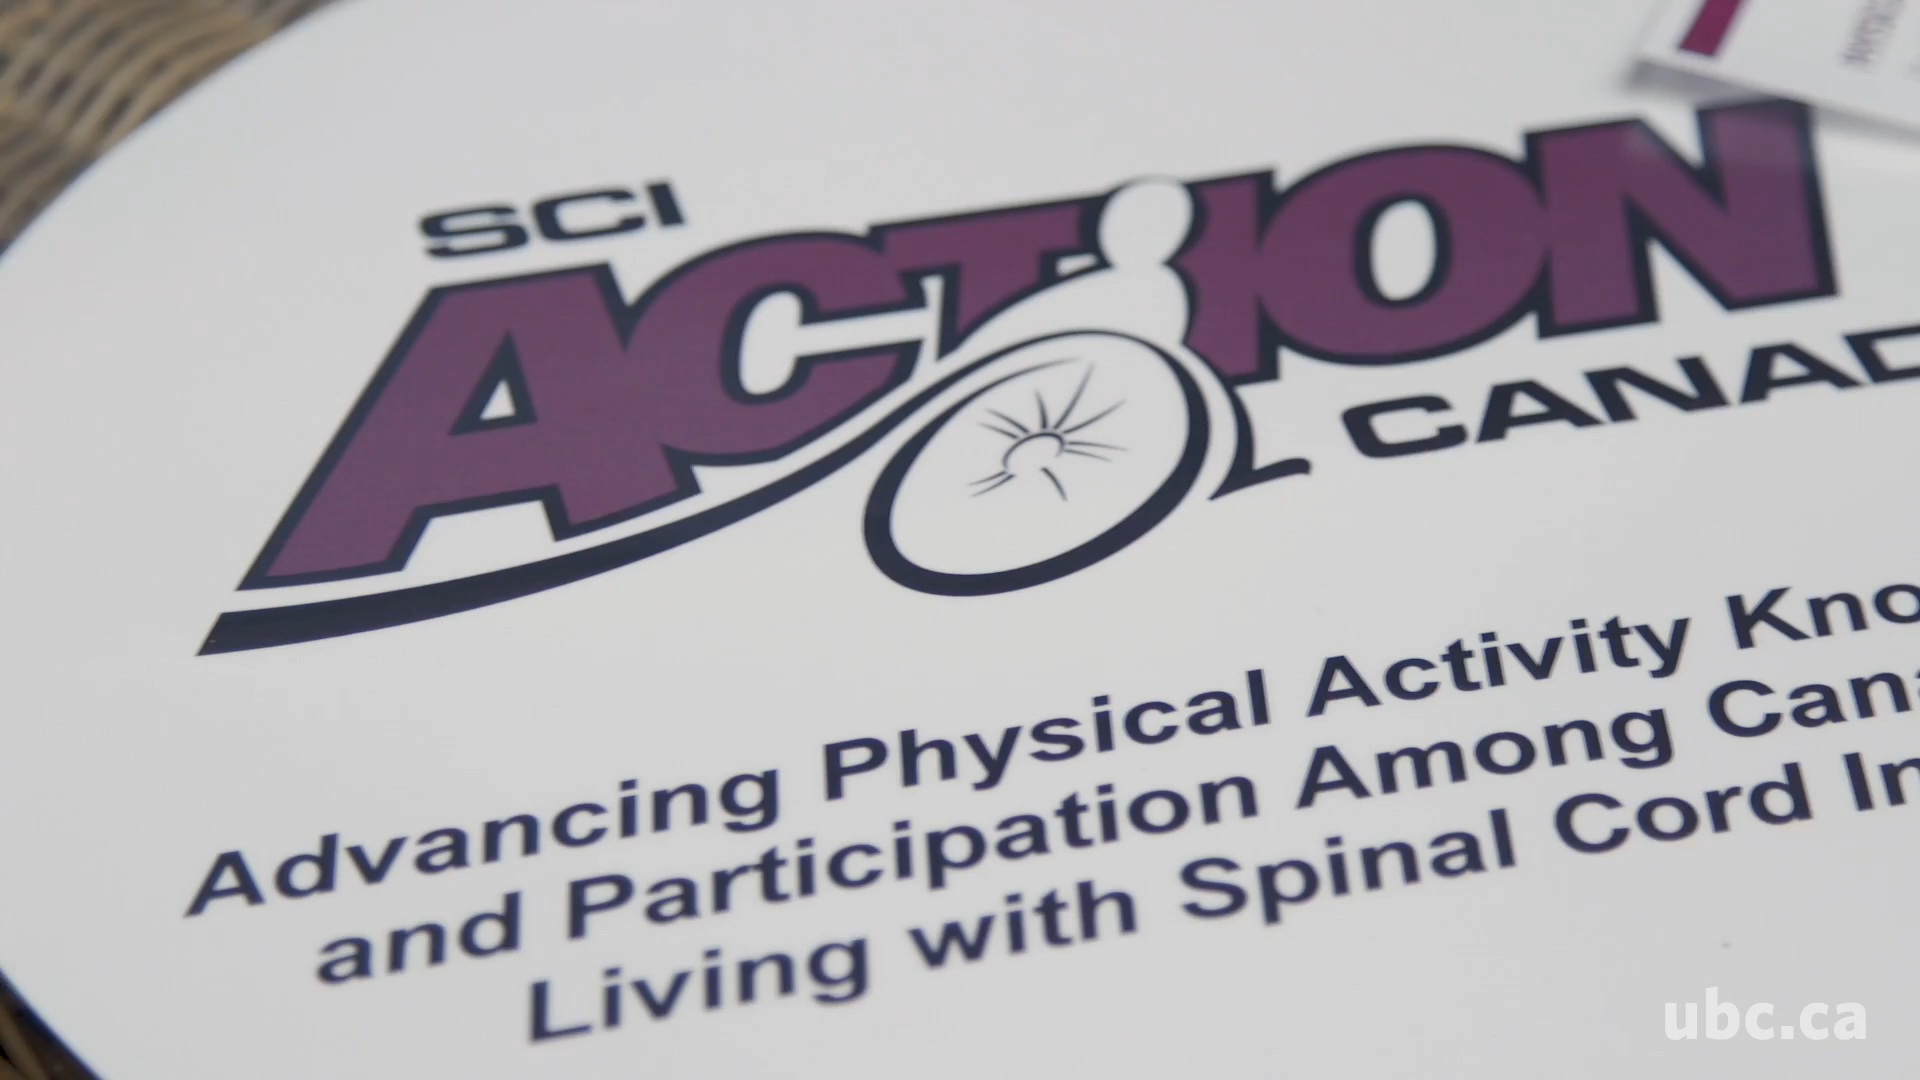 SCI
ACTION
CANAD
Advancing Physical Activity Kno
and Participation Among Cana
Living with Spinal Cord In
ubc.ca